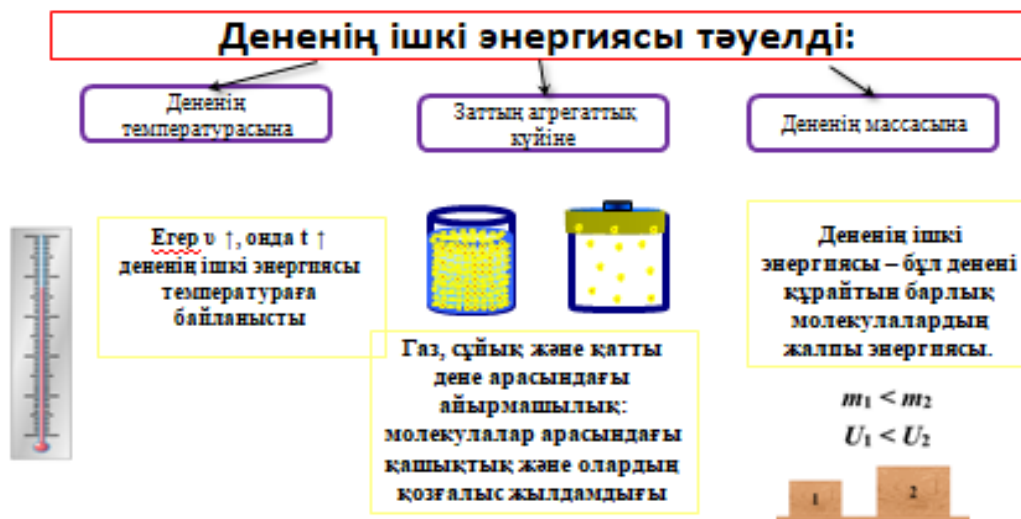 Дененің ішкі энергиясы тәуелді:
Дененің
температурасына
Заттың агрегаттық
күйіне
Дененің массасына
Егер υ ↑, онда t ↑
дененің ішкі энергиясы
температураға
байланысты
Газ, сұйық және қатты
дене арасындағы
айырмашылық:
молекулалар арасындағы
қашықтық және олардың
қозғалыс жылдамдығы
Дененің ішкі
энергиясы – бұл денені
құрайтын барлық
молекулалардың
жалпы энергиясы.
m₁ < m₂
U₁ < U₂
1
2